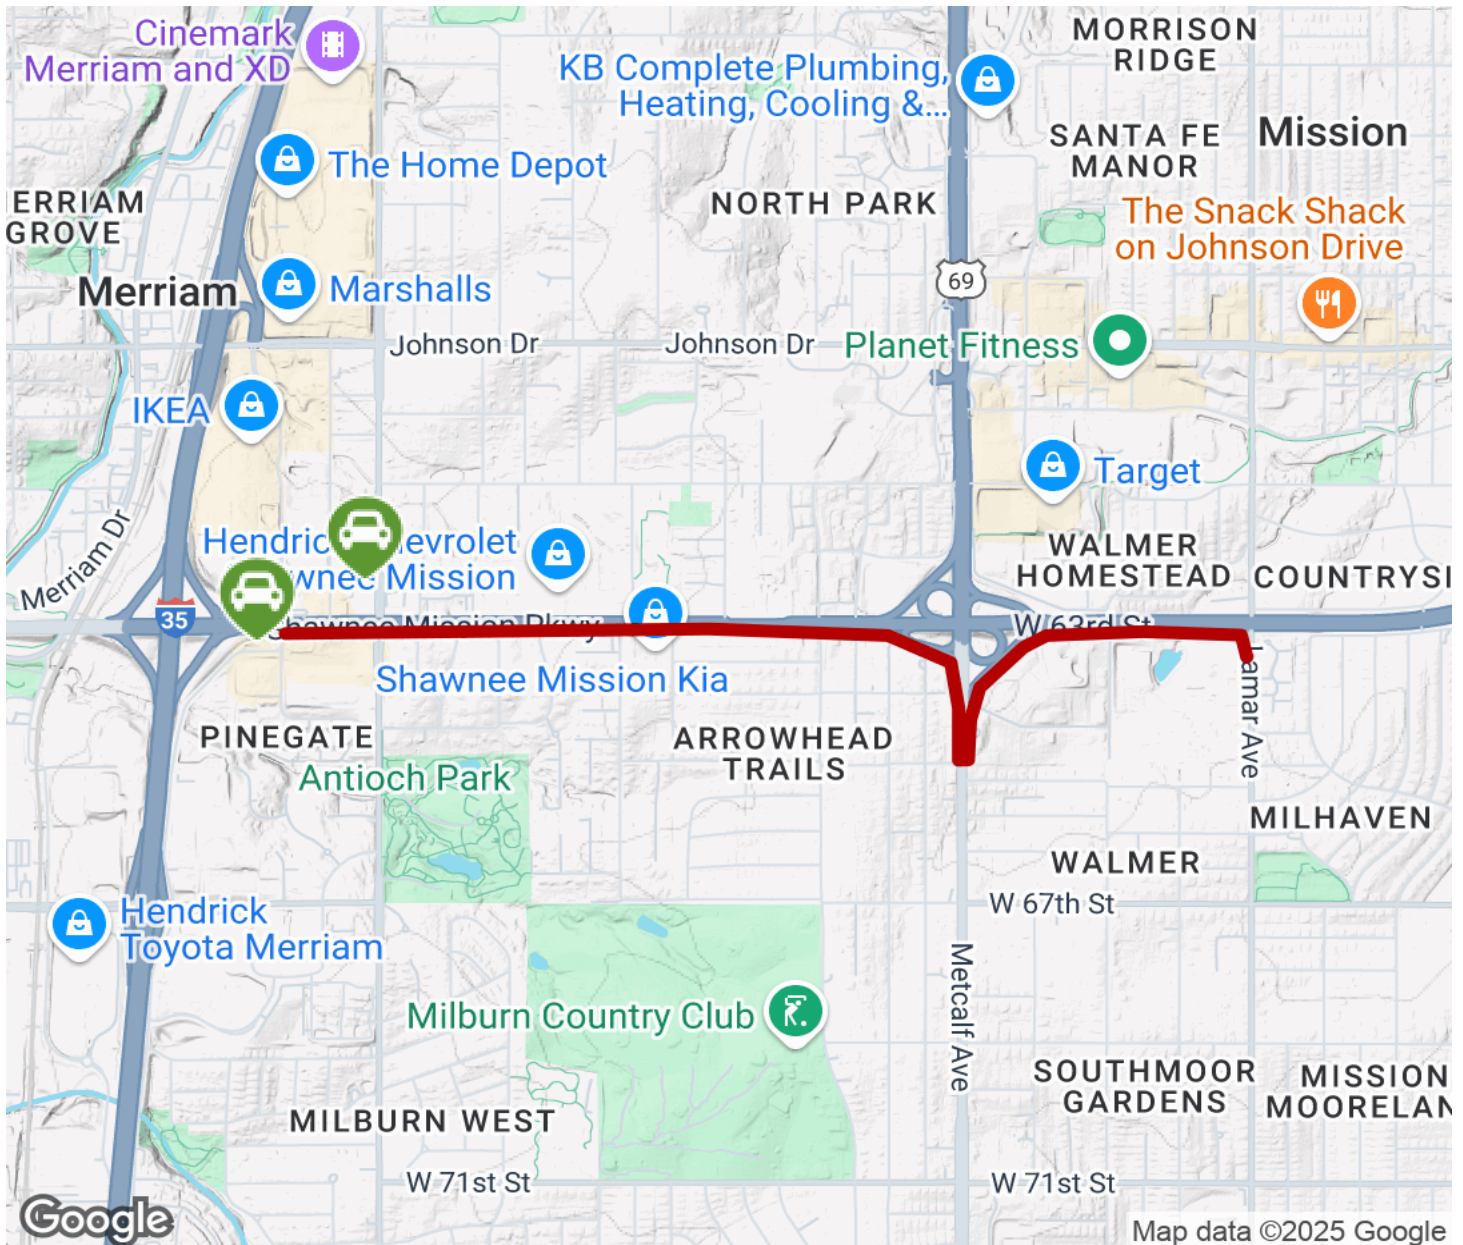 Cinemark
Merriam and XD
KB Complete Plumbing,
Heating, Cooling &...
MORRISON
RIDGE
SANTA FE
MANOR
Mission
The Home Depot
NORTH PARK
ERRIAM
GROVE
The Snack Shack
on Johnson Drive
69
Merriam
Marshalls
Johnson Dr
Johnson Dr
Planet Fitness
IKEA
Target
Merriam Dr
Mission
WALMER
HOMESTEAD
COUNTRYSI
35
Shawnee Mission Pkwy
W 63rd St
Lamar Ave
Shawnee Mission Kia
PINEGATE
ARROWHEAD
TRAILS
Antioch Park
MILHAVEN
WALMER
W 67th St
Hendrick
Toyota Merriam
Metcalf Ave
Milburn Country Club
SOUTHMOOR
GARDENS
MISSION
MOORELAN
MILBURN WEST
W 71st St
W 71st St
Google
Map data ©2025 Google